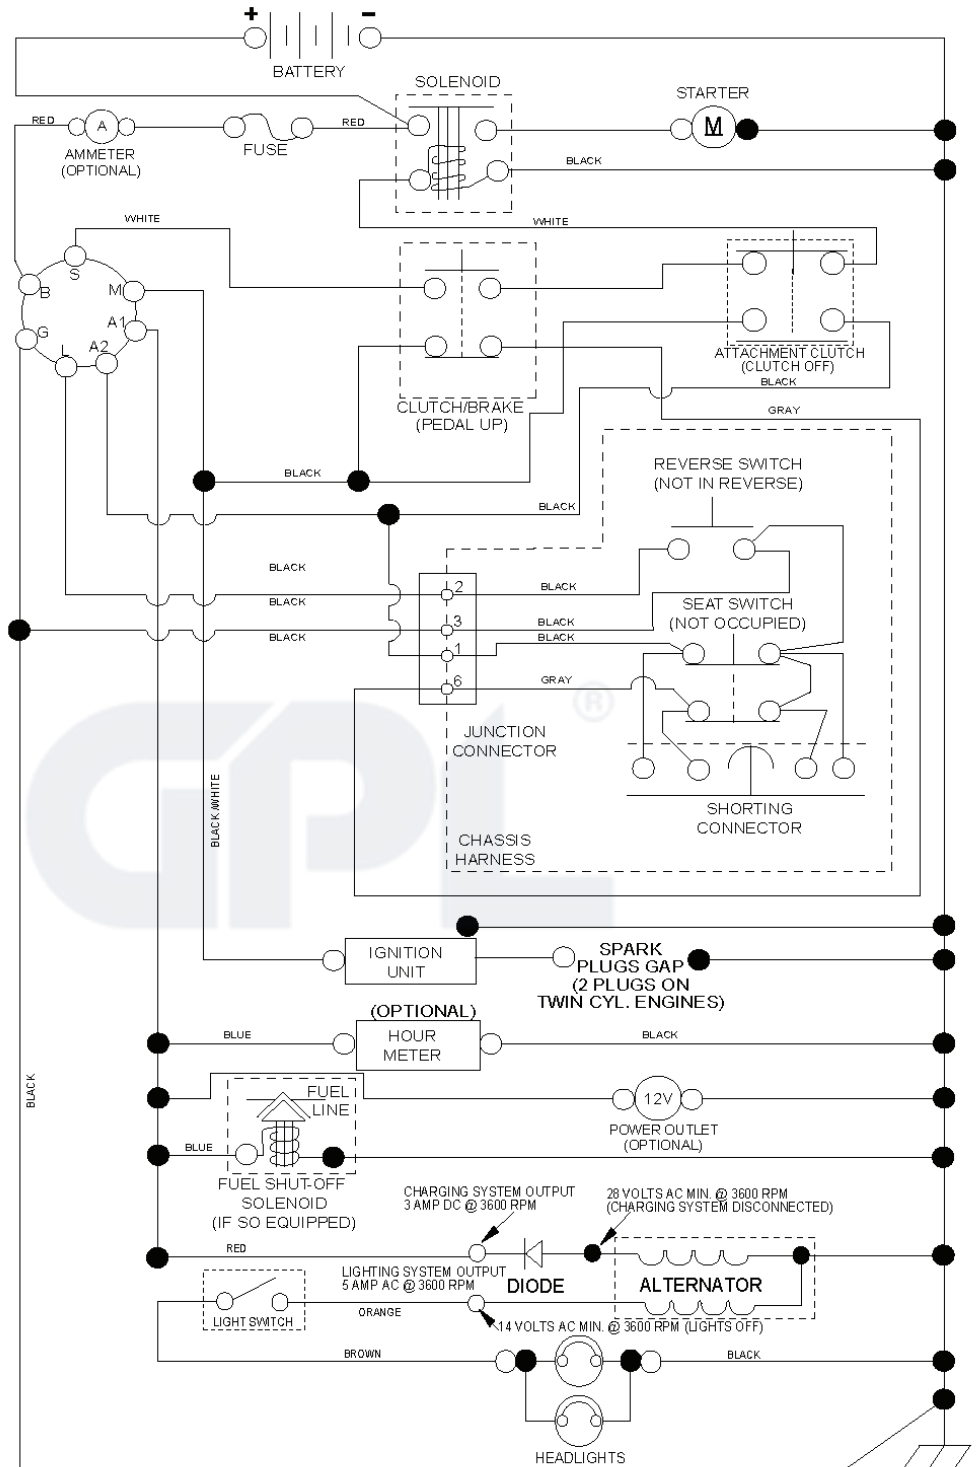 + −
BATTERY
SOLENOID
STARTER
RED
A
RED
M
AMMETER
(OPTIONAL)
FUSE
BLACK
WHITE
WHITE
S
B
M
A1
G
A2
L
ATTACHMENT CLUTCH
(CLUTCH OFF)
BLACK
CLUTCH/BRAKE
(PEDAL UP)
GRAY
BLACK
REVERSE SWITCH
(NOT IN REVERSE)
BLACK
BLACK
2
BLACK
BLACK
SEAT SWITCH
(NOT OCCUPIED)
3
BLACK
BLACK
1
BLACK
6
GRAY
GPL ®
JUNCTION
CONNECTOR
BLACK/WHITE
SHORTING
CONNECTOR
CHASSIS
HARNESS
IGNITION
UNIT
SPARK
PLUGS GAP
(2 PLUGS ON
TWIN CYL. ENGINES)
(OPTIONAL)
BLUE
HOUR
METER
BLACK
BLACK
FUEL
LINE
12V
POWER OUTLET
(OPTIONAL)
BLUE
FUEL SHUT-OFF
SOLENOID
(IF SO EQUIPPED)
CHARGING SYSTEM OUTPUT
3 AMP DC @ 3600 RPM
28 VOLTS AC MIN. @ 3600 RPM
(CHARGING SYSTEM DISCONNECTED)
RED
LIGHTING SYSTEM OUTPUT
5 AMP AC @ 3600 RPM
DIODE
ALTERNATOR
ORANGE
LIGHT SWITCH
14 VOLTS AC MIN. @ 3600 RPM (LIGHTS OFF)
BROWN
BLACK
HEADLIGHTS